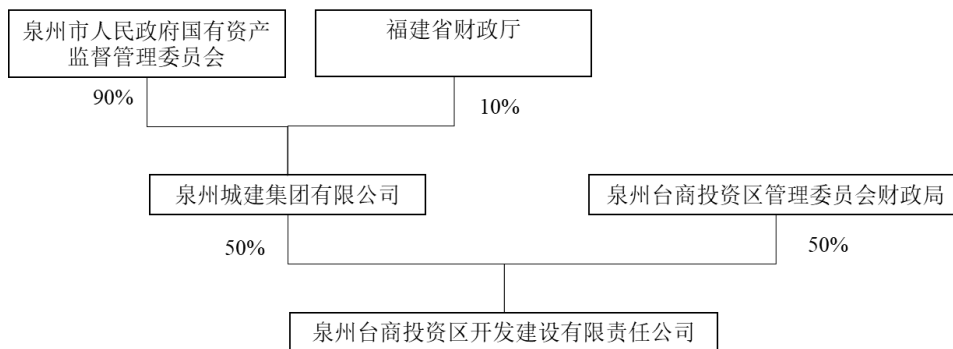 泉州市人民政府国有资产
监督管理委员会
福建省财政厅
90%
10%
泉州城建集团有限公司
泉州台商投资区管理委员会财政局
50%
50%
泉州台商投资区开发建设有限责任公司